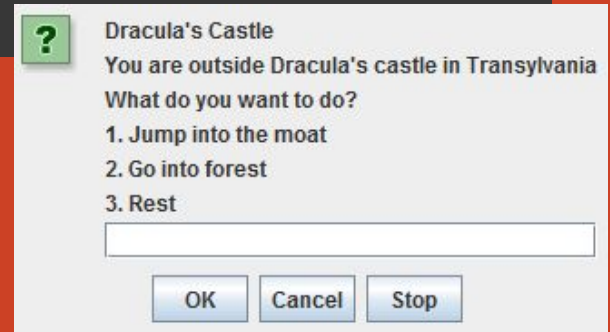 ?
Dracula's Castle
You are outside Dracula's castle in Transylvania
What do you want to do?
1. Jump into the moat
2. Go into forest
3. Rest
OK Cancel Stop